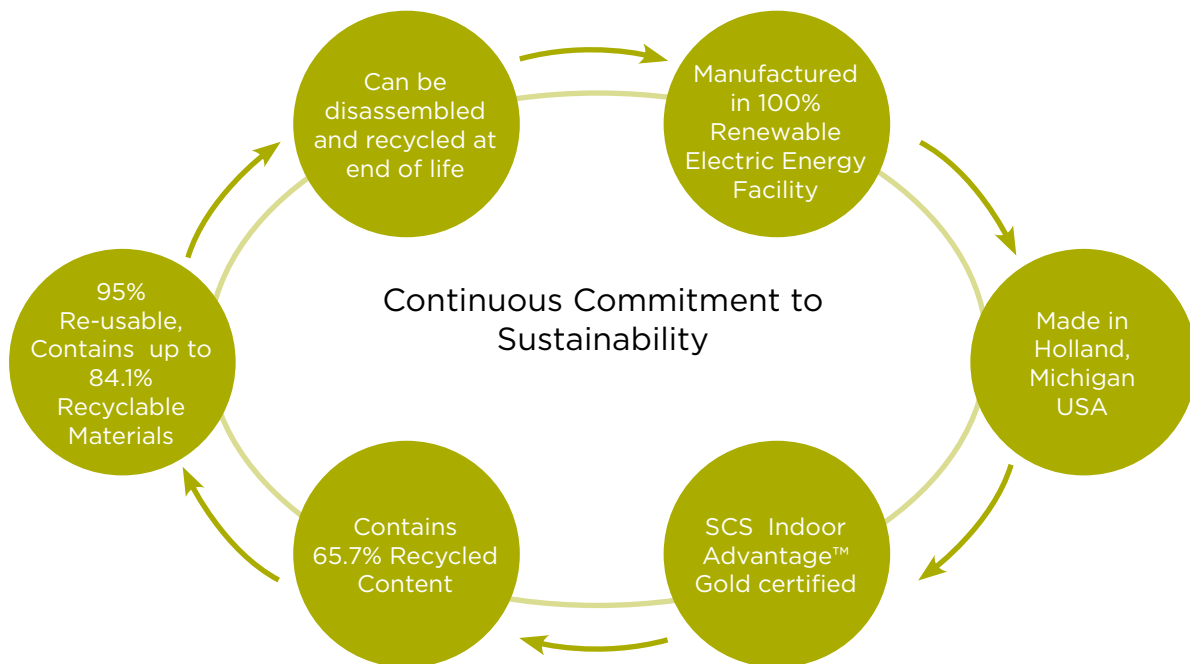 Can be
disassembled
and recycled at
end of life
Manufactured
in 100%
Renewable
Electric Energy
Facility
95%
Re-usable,
Contains  up to
84.1%
Recyclable
Materials
Continuous Commitment to
Sustainability
Made in
Holland,
Michigan
USA
Contains
65.7% Recycled
Content
SCS  Indoor
Advantage™
Gold certified